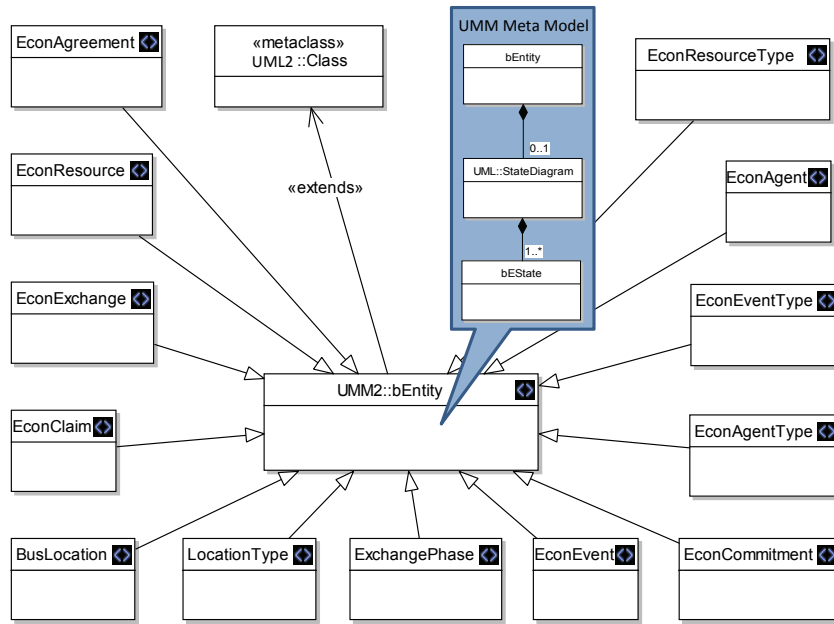 EconAgreement
«metaclass»
UML2 ::Class
UMM Meta Model
bEntity
0..1
UML::StateDiagram
1..*
bEState
EconResourceType
EconResource
«extends»
EconAgent
EconExchange
EconEventType
UMM2::bEntity
EconClaim
EconAgentType
BusLocation
LocationType
ExchangePhase
EconEvent
EconCommitment